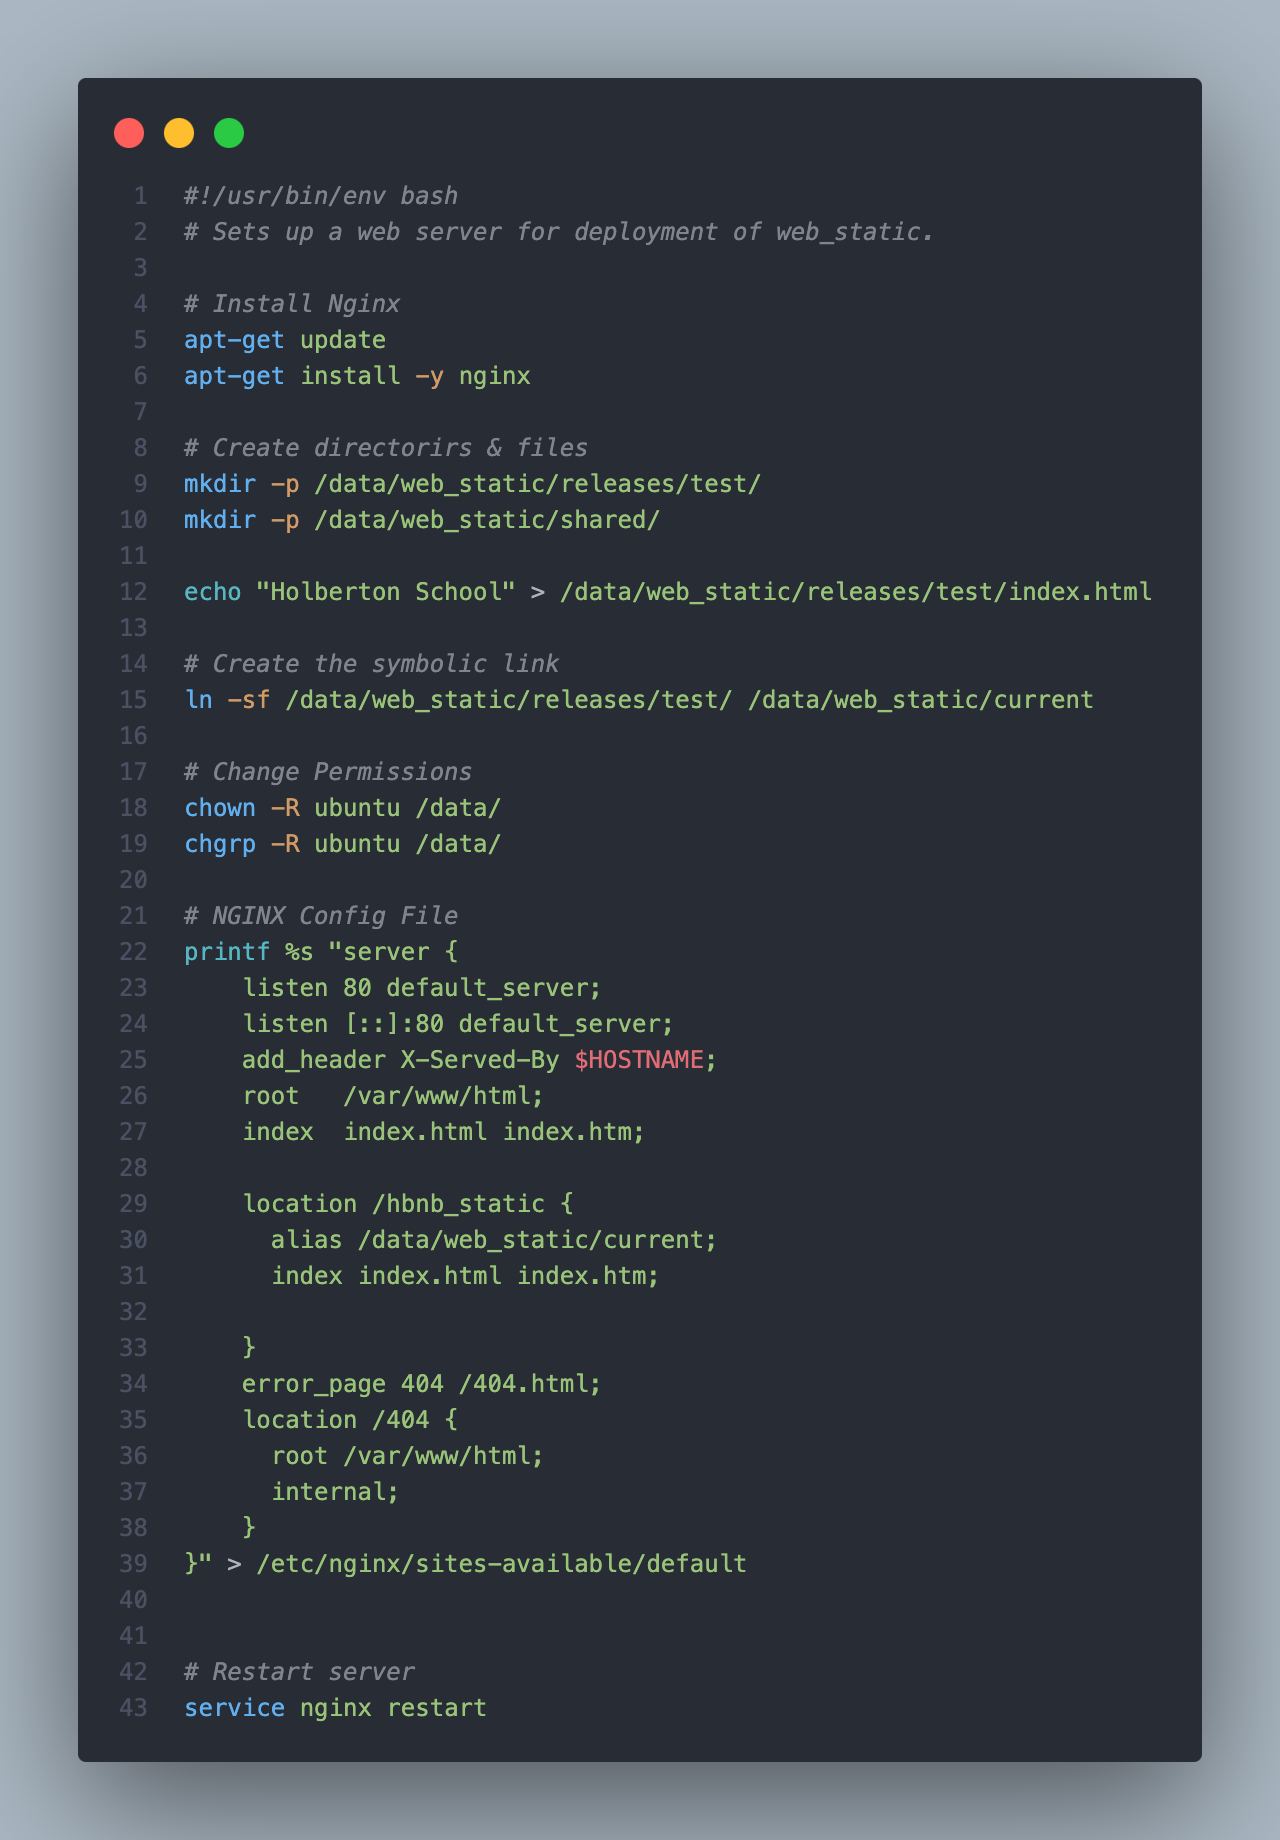 1 #!/usr/bin/env bash
2 # Sets up a web server for deployment of web_static.
3
4 # Install Nginx
5 apt-get update
6 apt-get install -y nginx
7
8 # Create directorirs & files
9 mkdir -p /data/web_static/releases/test/
10 mkdir -p /data/web_static/shared/
11
12 echo "Holberton School" > /data/web_static/releases/test/index.html
13
14 # Create the symbolic link
15 ln -sf /data/web_static/releases/test/ /data/web_static/current
16
17 # Change Permissions
18 chown -R ubuntu /data/
19 chgrp -R ubuntu /data/
20
21 # NGINX Config File
22 printf %s "server {
23     listen 80 default_server;
24     listen [::]:80 default_server;
25     add_header X-Served-By $HOSTNAME;
26     root   /var/www/html;
27     index  index.html index.htm;
28
29     location /hbnb_static {
30       alias /data/web_static/current;
31       index index.html index.htm;
32
33     }
34     error_page 404 /404.html;
35     location /404 {
36       root /var/www/html;
37       internal;
38     }
39 }" > /etc/nginx/sites-available/default
40
41
42 # Restart server
43 service nginx restart